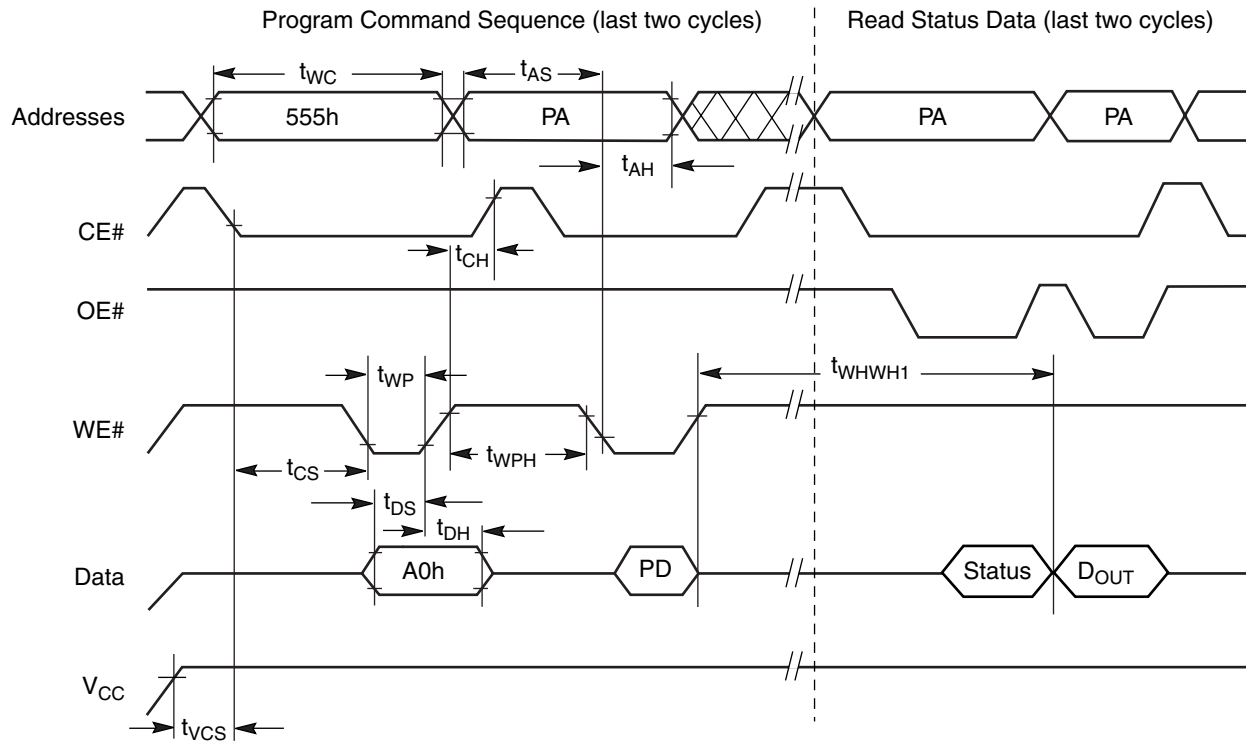 Program Command Sequence (last two cycles)
Read Status Data (last two cycles)
tWC
tAS
Addresses
555h
PA
PA
PA
tAH
CE#
tCH
OE#
tWHWH1
tWP
WE#
tWPH
tCS
tDS
tDH
Data
A0h
PD
Status
DOUT
VCC
tVCS